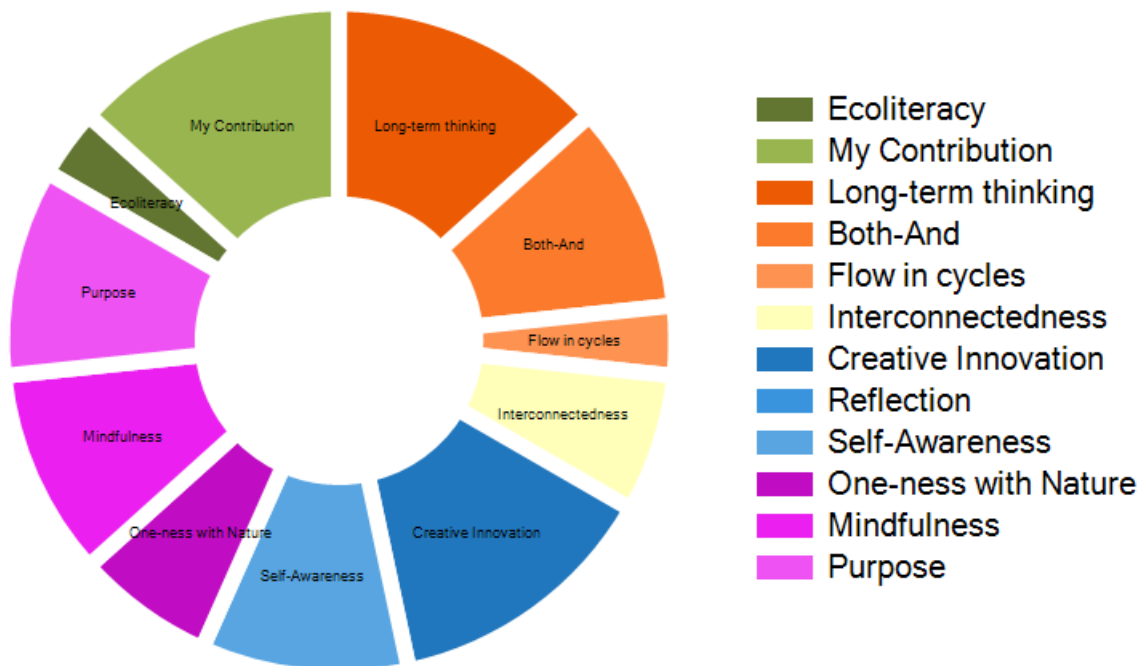 My Contribution
Long-term thinking
Ecoliteracy
Both-And
Purpose
Flow in cycles
Mindfulness
Interconnectedness
One-ness with Nature
Creative Innovation
Self-Awareness
Ecoliteracy
My Contribution
Long-term thinking
Both-And
Flow in cycles
Interconnectedness
Creative Innovation
Reflection
Self-Awareness
One-ness with Nature
Mindfulness
Purpose